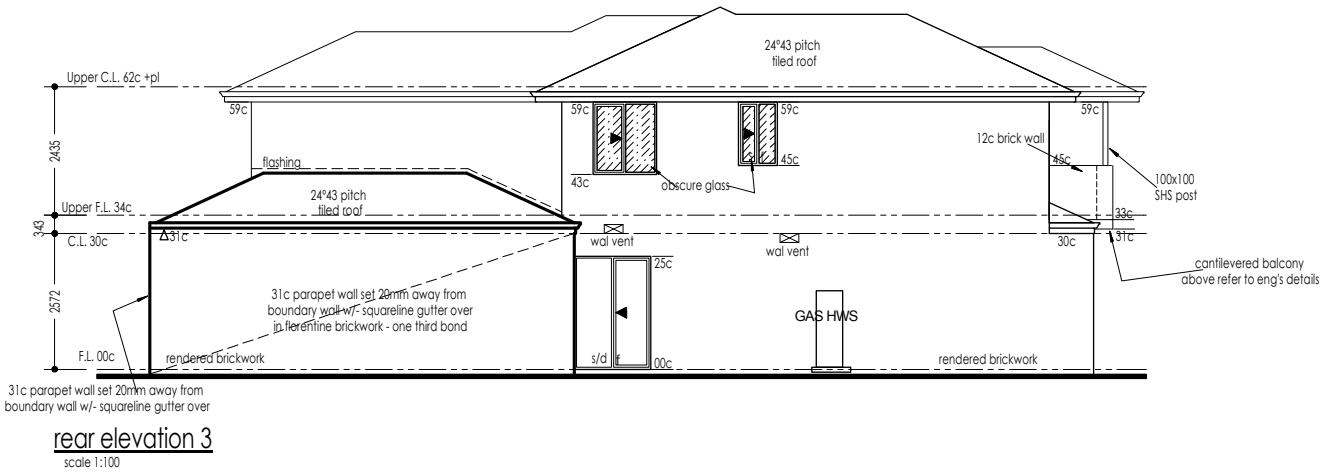 24°43 pitch
tiled roof
Upper C.L. 62c +pl
59c
59c
59c
59c
2435
12c brick wall
flashing
45c
45c
43c
obscure glass
100x100
SHS post
24°43 pitch
tiled roof
Upper F.L. 34c
33c
343
C.L. 30c
31c
wal vent
wal vent
30c
31c
25c
cantilevered balcony
above refer to eng's details
2572
31c parapet wall set 20mm away from
boundary wall w/- squareline gutter over
in florentine brickwork - one third bond
GAS HWS
F.L. 00c
rendered brickwork
s/d
f
00c
rendered brickwork
31c parapet wall set 20mm away from
boundary wall w/- squareline gutter over
rear elevation 3
scale 1:100